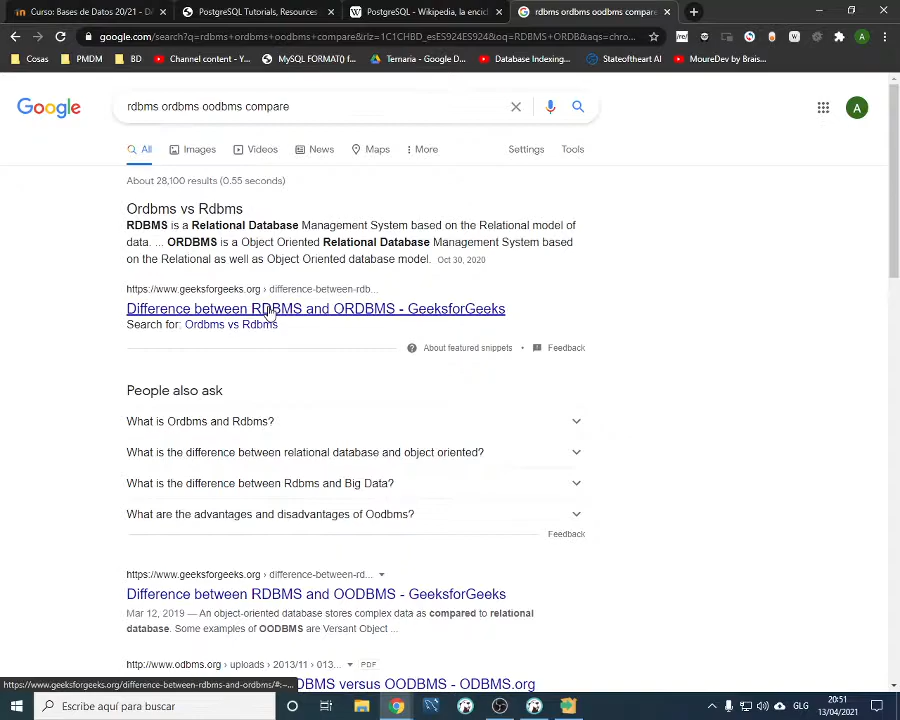 Curso: Bases de Datos 20/21 - D
PostgreSQL Tutorials, Resources
PostgreSQL - Wikipedia, la encic
rdbms ordbms oodbms compare
google.com/search?q=rdbms+ordbms+oodbms+compare&rlz=1C1CHBD_esES924ES924&oq=RDBMS+ORDB&aqs=chro...
Cosas
PMDM
BD
Channel content - Y...
MySQL FORMAT() f...
Temaria - Google D...
Database Indexing...
Stateoftheart AI
MoureDev by Brais...
Google
rdbms ordbms oodbms compare
A
All
Images
Videos
News
Maps
More
Settings
Tools
About 28,100 results (0.55 seconds)
Ordbms vs Rdbms
RDBMS is a Relational Database Management System based on the Relational model of
data. ... ORDBMS is a Object Oriented Relational Database Management System based
on the Relational as well as Object Oriented database model. Oct 30, 2020
https://www.geeksforgeeks.org › difference-between-rdb...
Difference between RDBMS and ORDBMS - GeeksforGeeks
Search for: Ordbms vs Rdbms
About featured snippets • Feedback
People also ask
What is Ordbms and Rdbms?
What is the difference between relational database and object oriented?
What is the difference between Rdbms and Big Data?
What are the advantages and disadvantages of Oodbms?
Feedback
https://www.geeksforgeeks.org › difference-between-rd...
Difference between RDBMS and OODBMS - GeeksforGeeks
Mar 12, 2019 — An object-oriented database stores complex data as compared to relational
database. Some examples of OODBMS are Versant Object ...
http://www.odbms.org › uploads › 2013/11 › 013... PDF
DBMS versus OODBMS - ODBMS.org
https://www.geeksforgeeks.org/difference-between-rdbms-and-ordbms/#:~...
Escribe aquí para buscar
GLG
20:51
13/04/2021